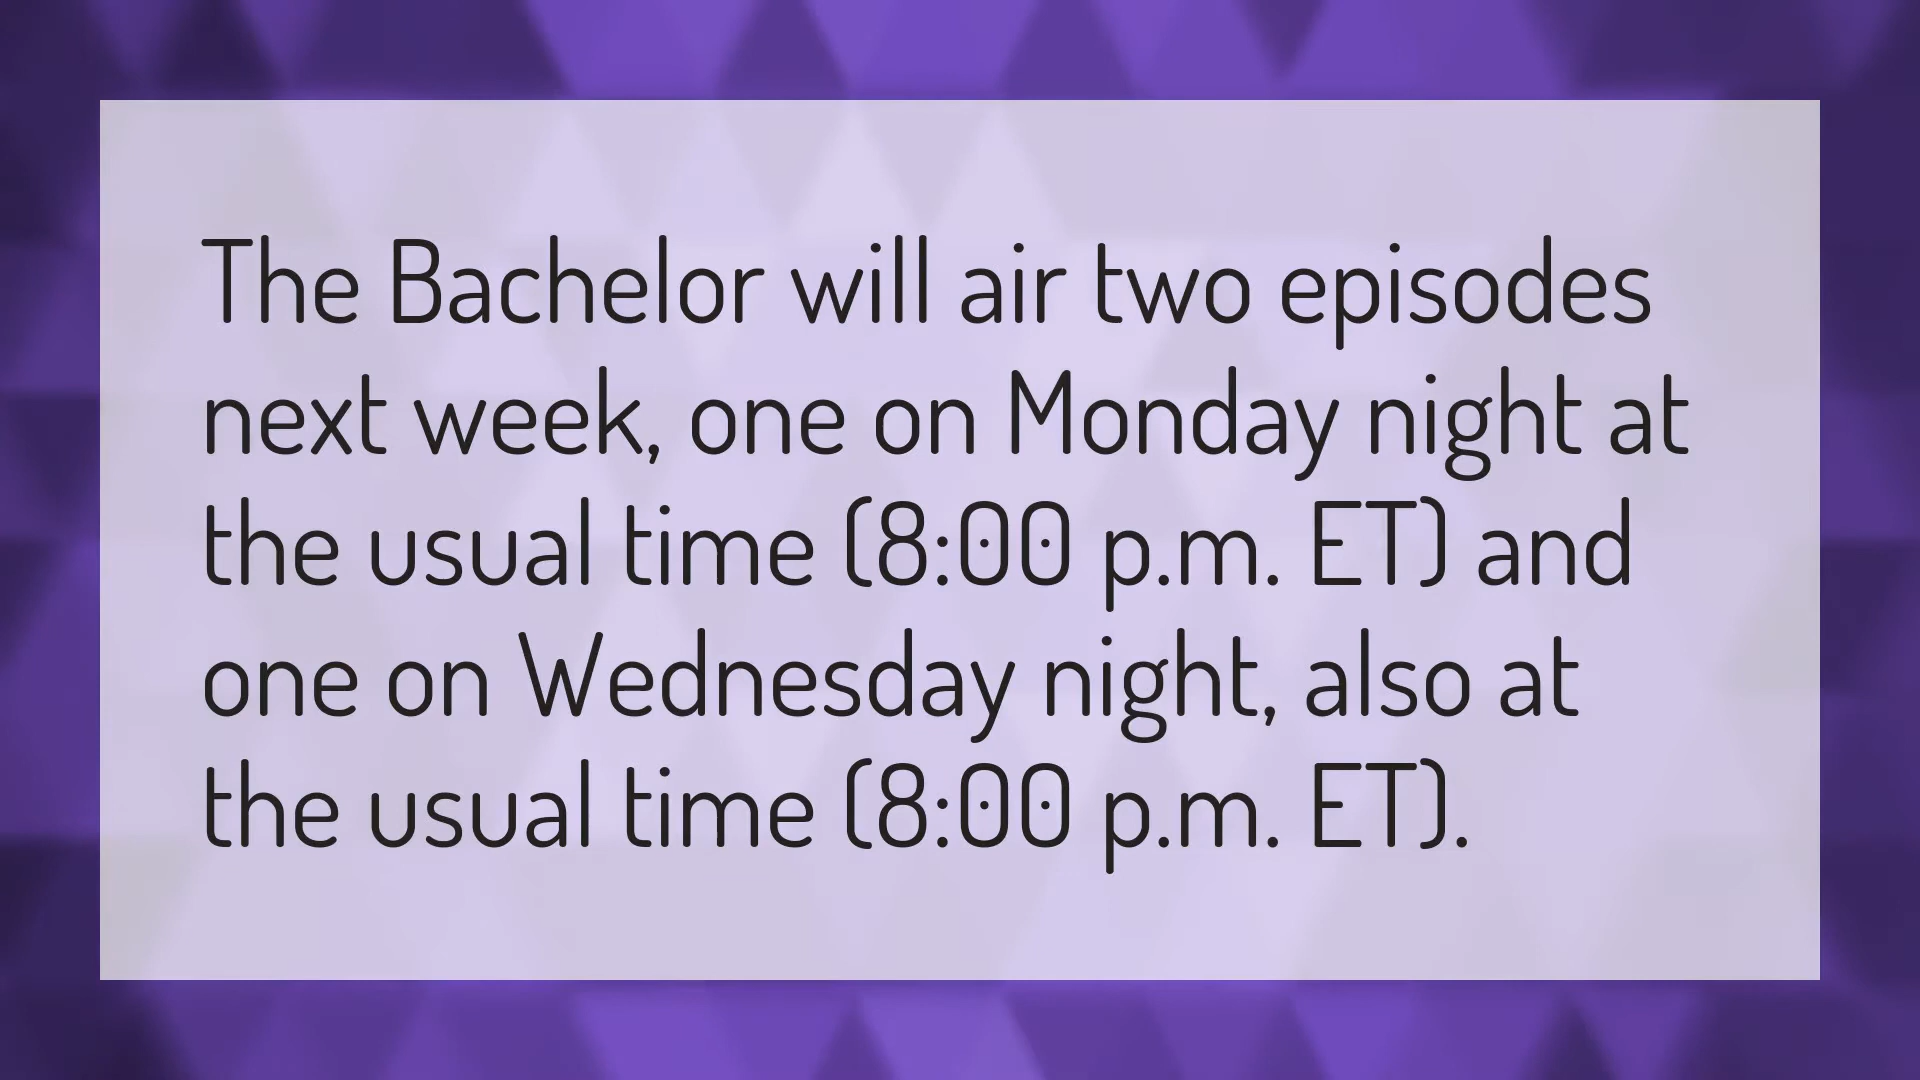 The Bachelor will air two episodes
next week, one on Monday night at
the usual time (8:00 p.m. ET) and
one on Wednesday night, also at
the usual time (8:00 p.m. ET).